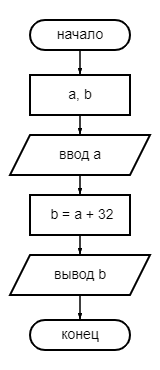 начало
a, b
ввод a
b = a + 32
вывод b
конец